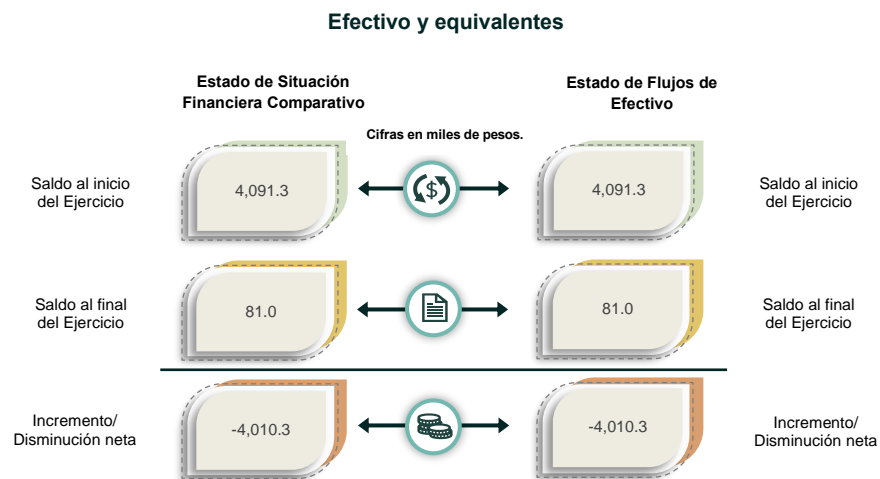 Efectivo y equivalentes
Estado de Situación
Financiera Comparativo
Estado de Flujos de
Efectivo
Cifras en miles de pesos.
Saldo al inicio
del Ejercicio
4,091.3
$
4,091.3
Saldo al inicio
del Ejercicio
Saldo al final
del Ejercicio
81.0
81.0
Saldo al final
del Ejercicio
Incremento/
Disminución neta
-4,010.3
-4,010.3
Incremento/
Disminución neta